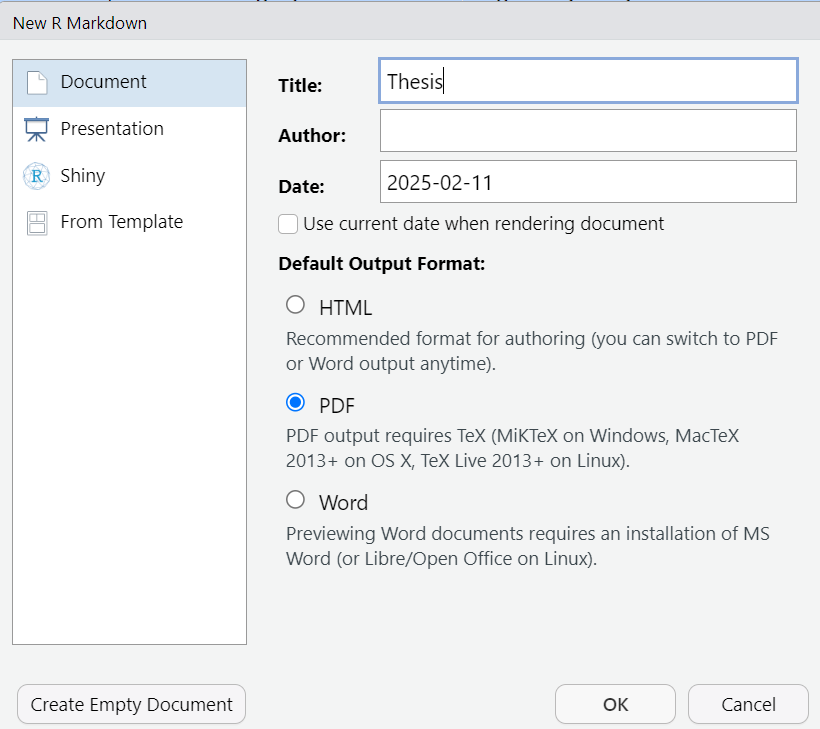 New R Markdown
Document
Presentation
Shiny
From Template
Title:
Thesis
Author:
Date:
2025-02-11
Use current date when rendering document
Default Output Format:
HTML
Recommended format for authoring (you can switch to PDF
or Word output anytime).
PDF
PDF output requires TeX (MiKTeX on Windows, MacTeX
2013+ on OS X, TeX Live 2013+ on Linux).
Word
Previewing Word documents requires an installation of MS
Word (or Libre/Open Office on Linux).
Create Empty Document
OK
Cancel